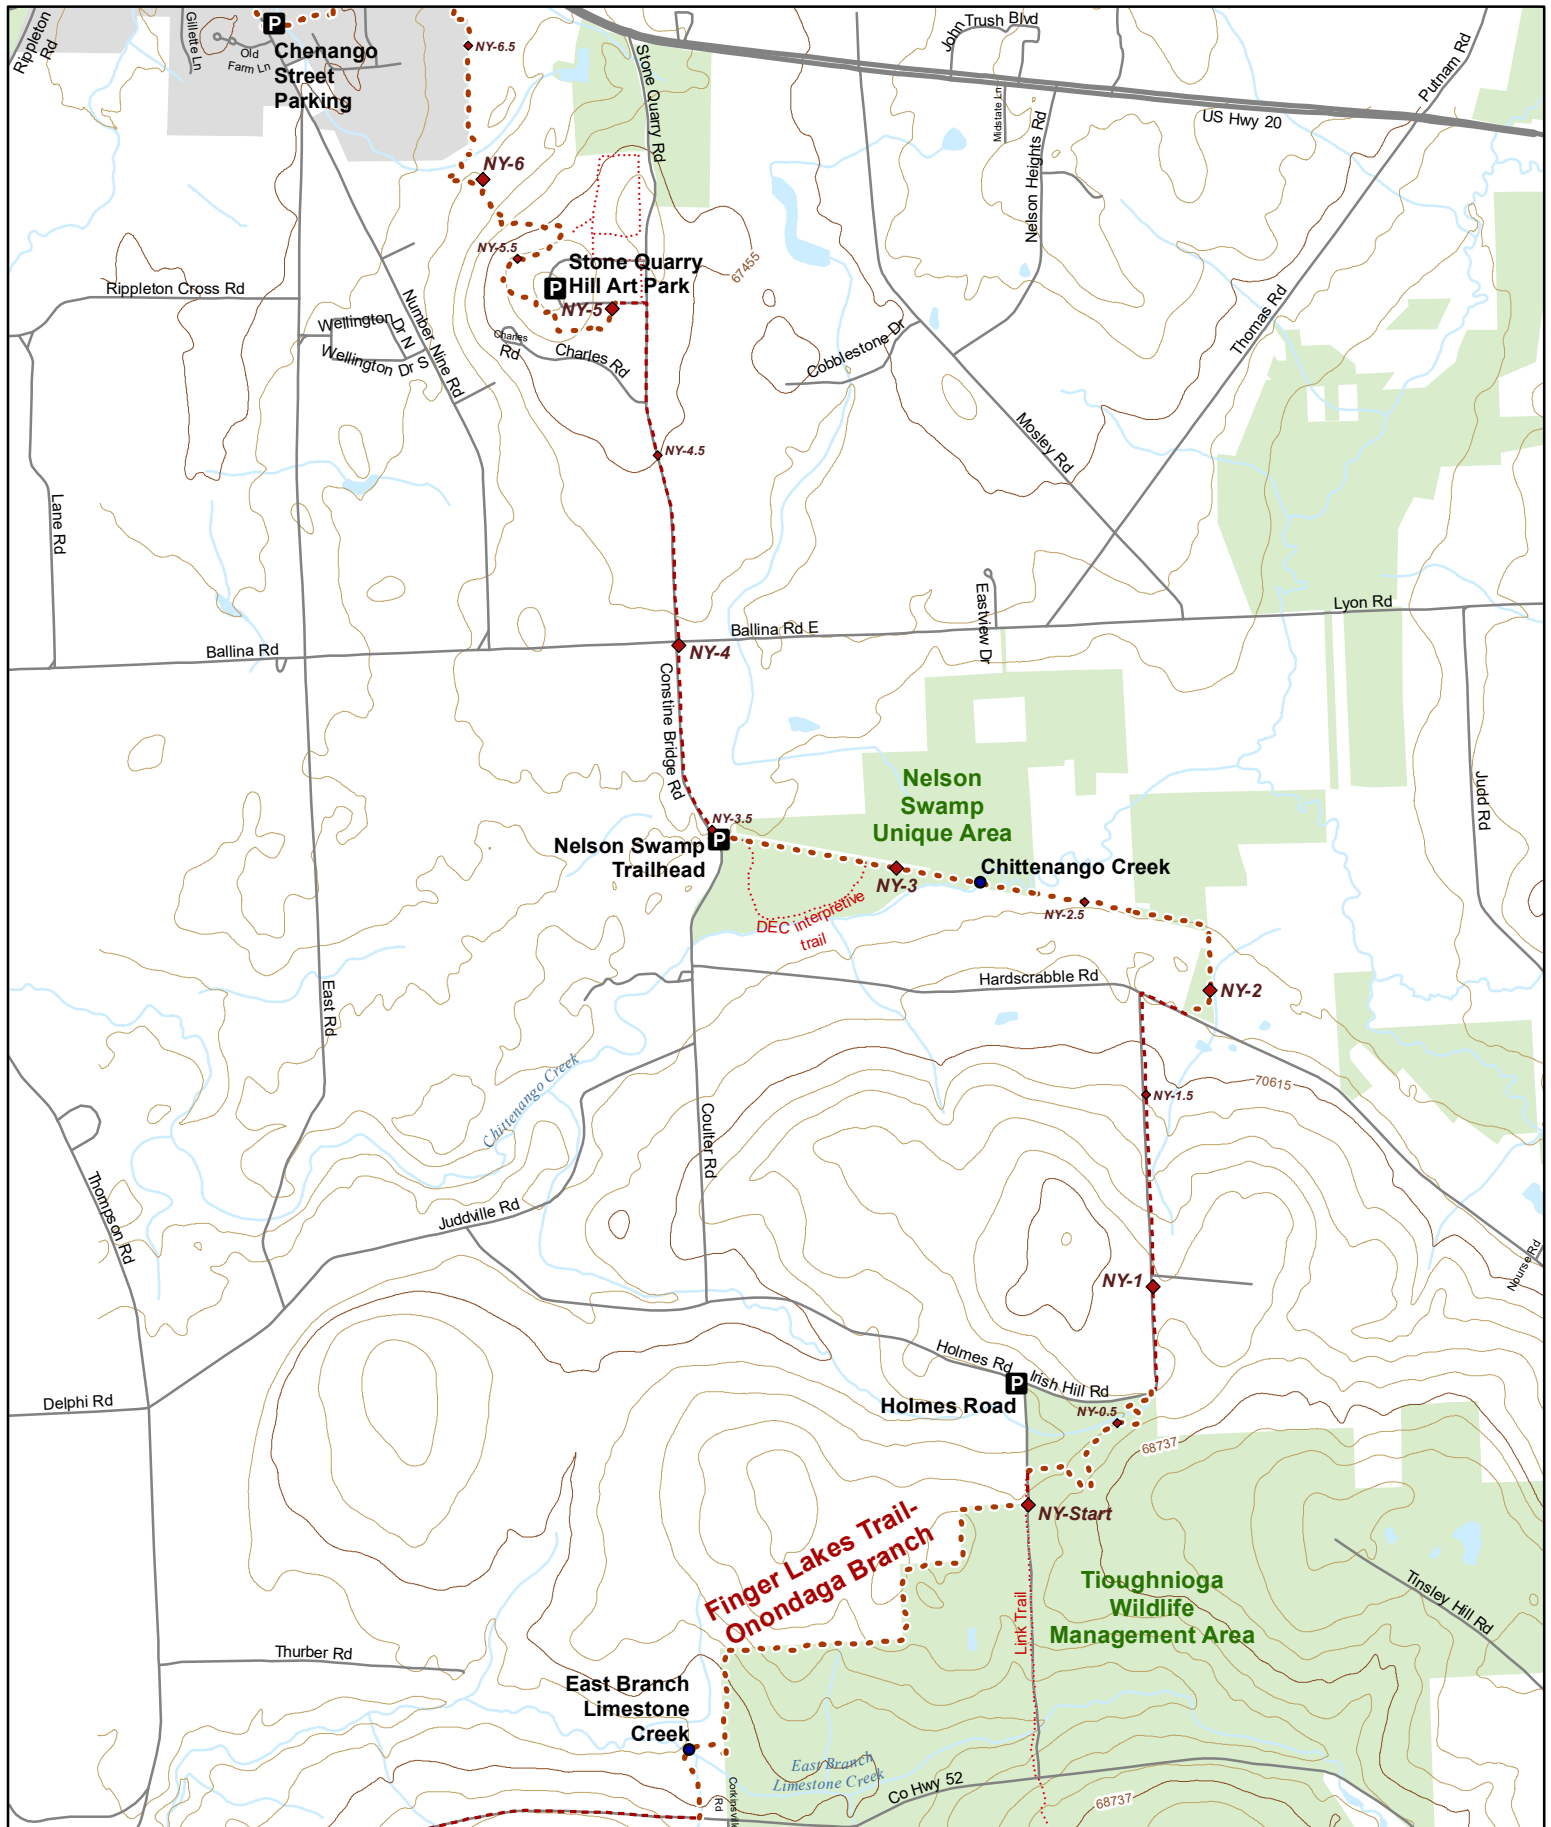 Rippleton
Rd
Gillette Ln
Old
Farm Ln
P
Chenango
Street
Parking
NY-6.5
Stone Quarry Rd
John
Trush Blvd
Midstate Ln
Nelson Heights Rd
US Hwy 20
Putnam Rd
NY-6
NY-5.5
Stone Quarry
Hill Art Park
P
NY-5
67455
Rippleton Cross Rd
Wellington
Dr N
S
Wellington Dr
Number Nine Rd
Charles
Rd
Charles Rd
Cobblestone Dr
Thomas Rd
Mosley Rd
NY-4.5
Lane Rd
Eastview Dr
Lyon Rd
Ballina Rd
Ballina Rd E
NY-4
Constine Bridge Rd
Judd Rd
Nelson
Swamp
Unique Area
NY-3.5
P
Nelson Swamp
Trailhead
Chittenango Creek
NY-3
NY-2.5
DEC interpretive
trail
Hardscrabble Rd
NY-2
East Rd
Chittenango Creek
70615
NY-1.5
Coulter Rd
Thompson Rd
Juddville Rd
Nourse Rd
NY-1
Holmes Rd
Irish Hill Rd
P
Holmes Road
Delphi Rd
NY-0.5
68737
NY-Start
Finger Lakes Trail-
Onondaga Branch
Tioughnioga
Wildlife
Management Area
Link Trail
Tinsley Hill Rd
Thurber Rd
East Branch
Limestone
Creek
East Branch
Limestone Creek
Co Hwy 52
68737
Rd